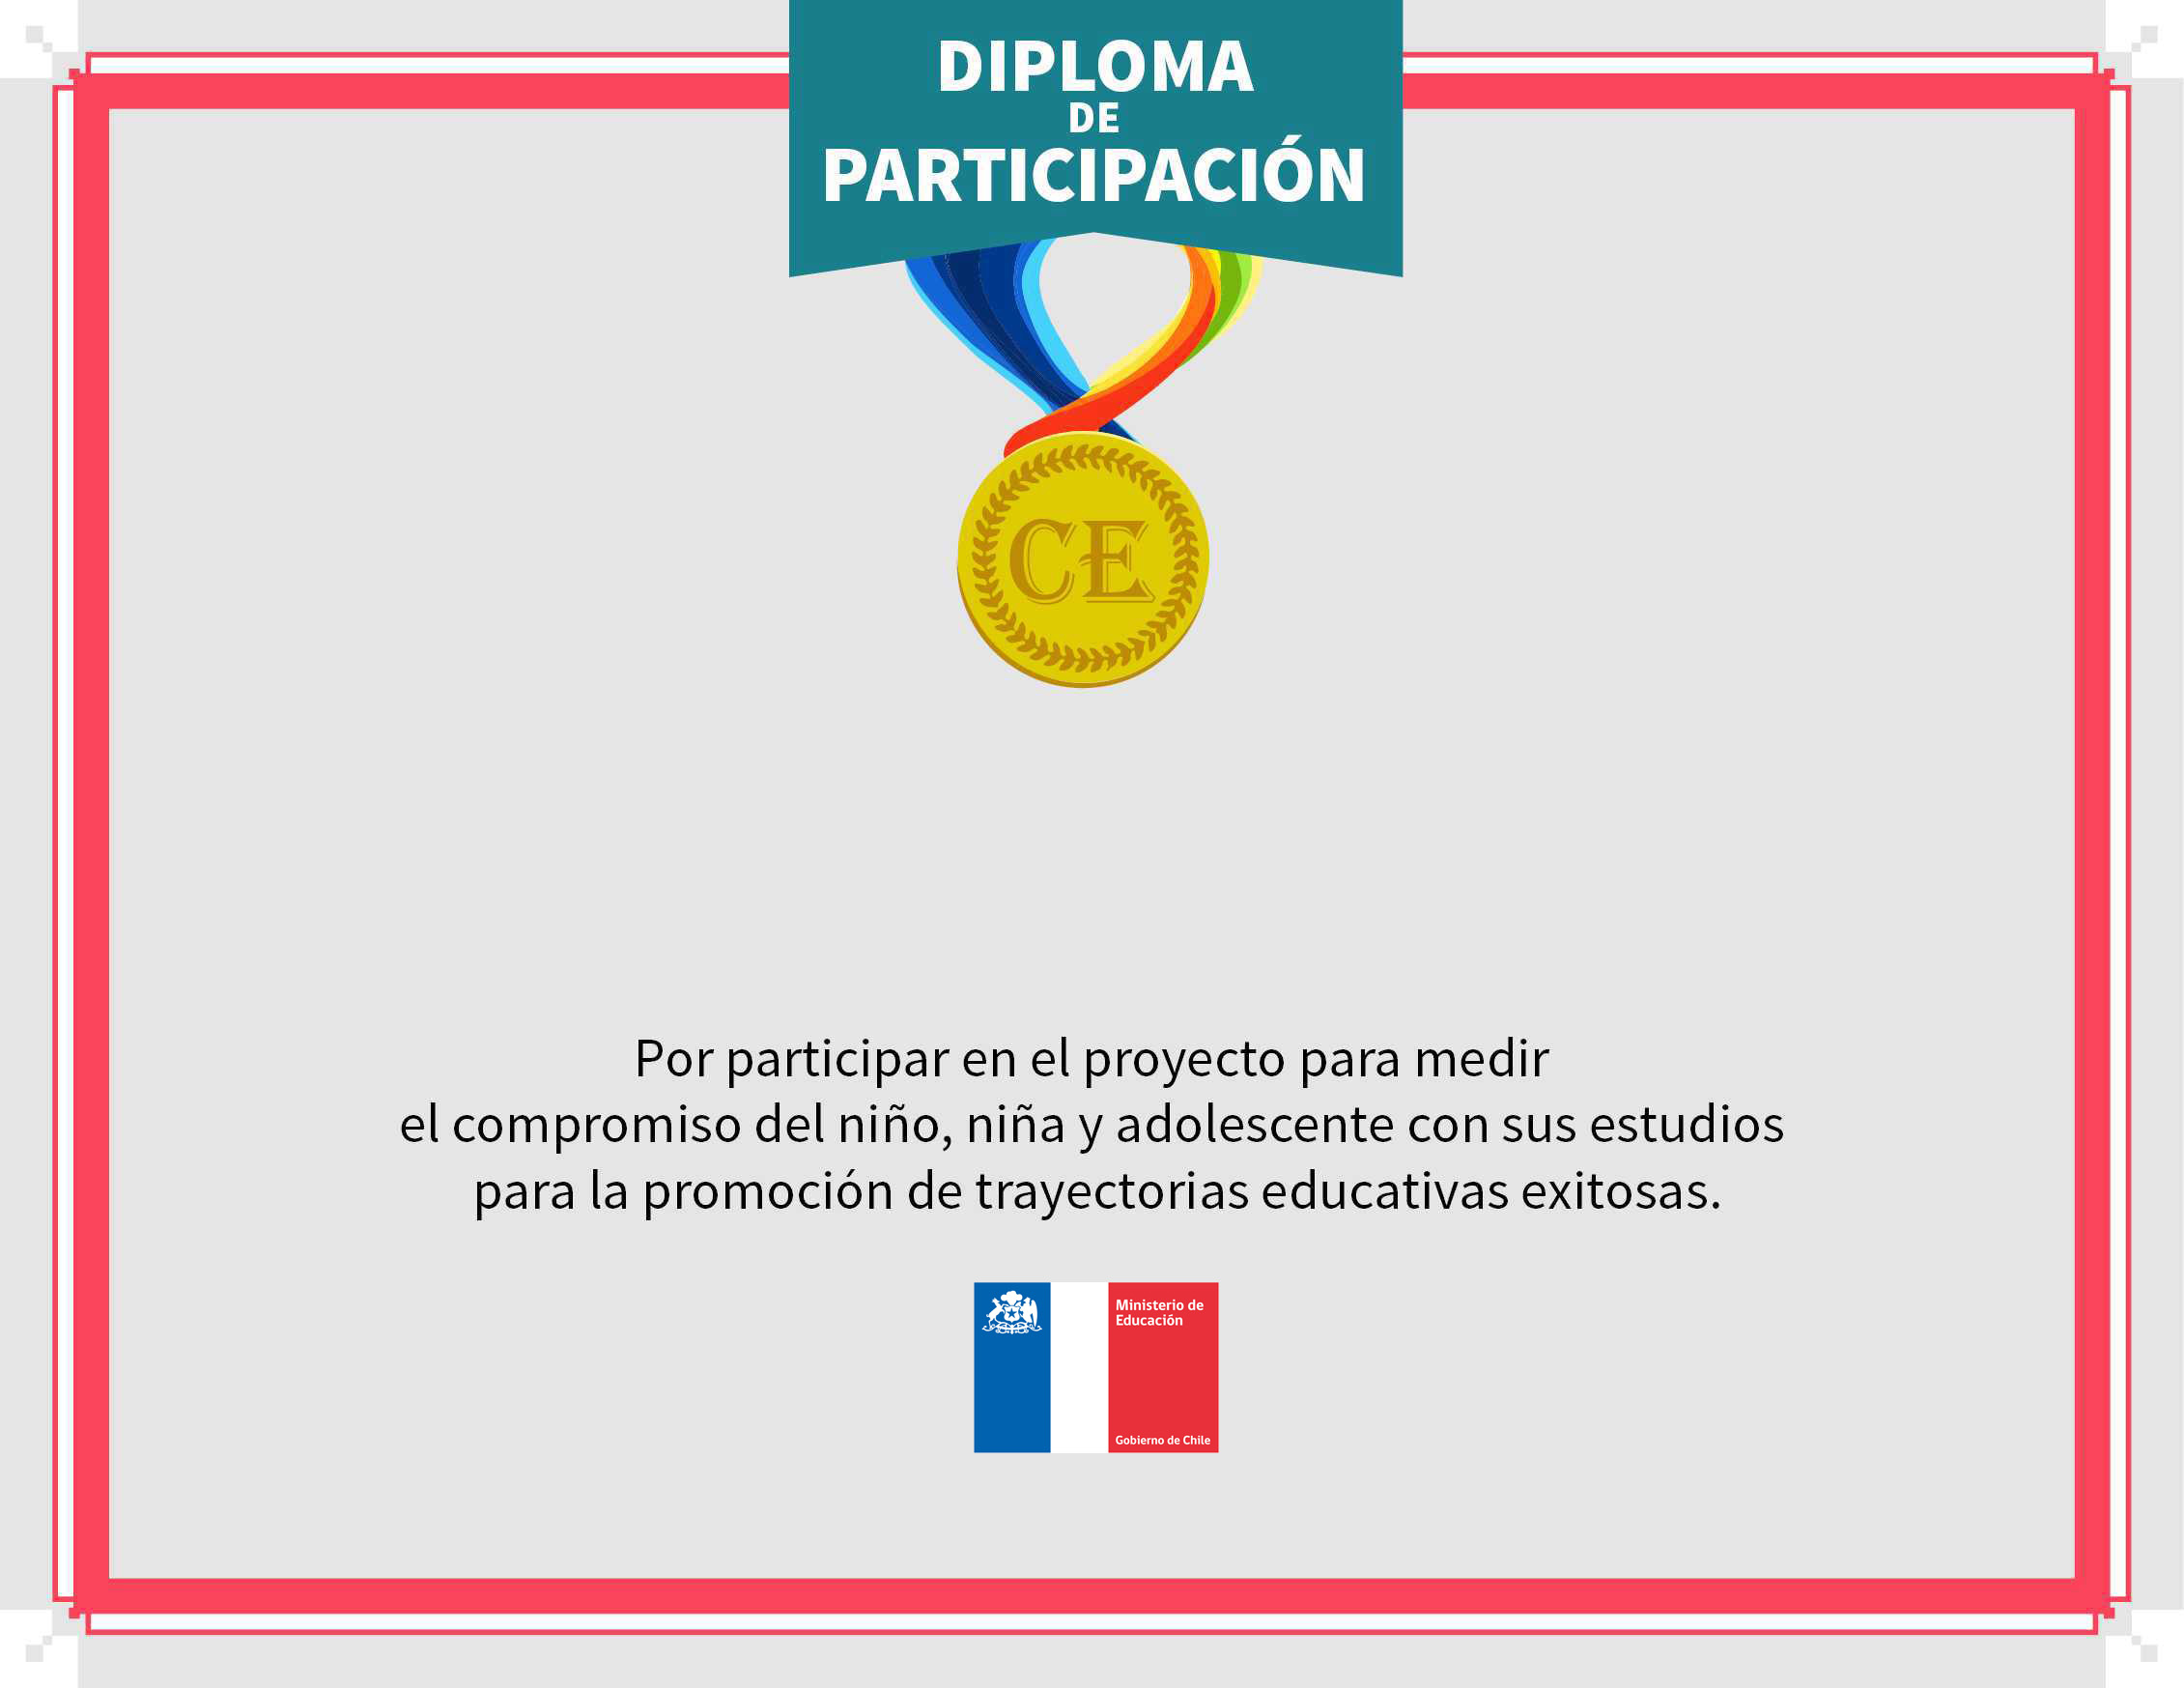 DIPLOMA
DE
PARTICIPACIÓN
CE
Por participar en el proyecto para medir
el compromiso del niño, niña y adolescente con sus estudios
para la promoción de trayectorias educativas exitosas.
Ministerio de
Educación
Gobierno de Chile